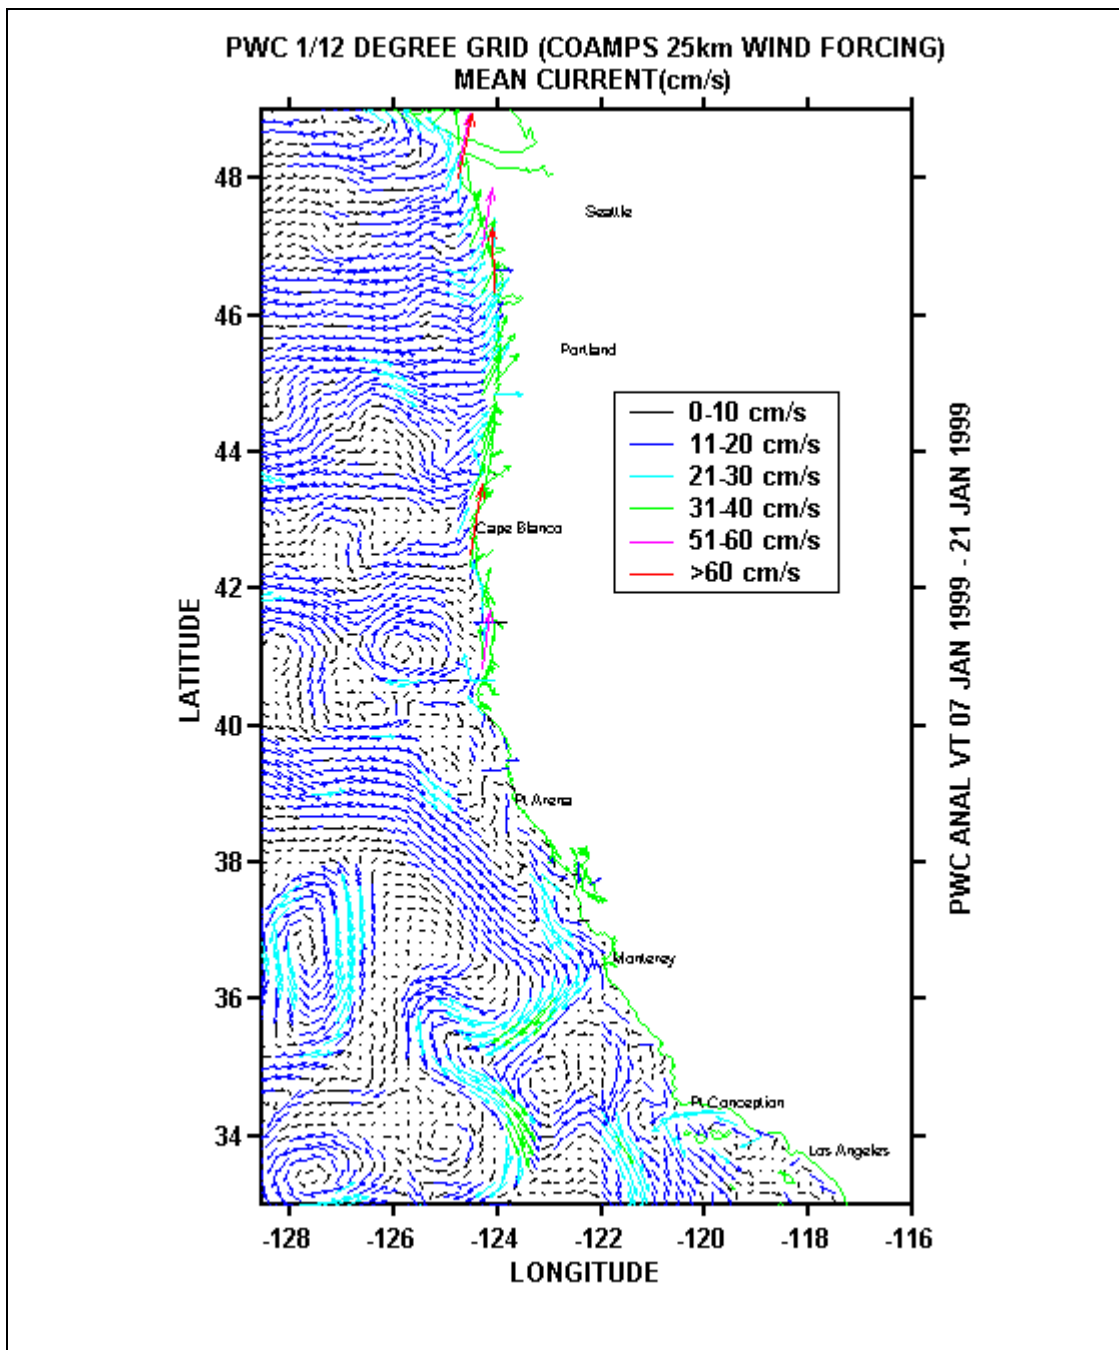 PWC 1/12 DEGREE GRID (COAMPS 25km WIND FORCING)
MEAN CURRENT(cm/s)
48
46
44
42
40
38
36
34
LATITUDE
Seattle
Portland
Cape Blanco
Pt Arena
Monterey
Pt Conception
Los Angeles
0-10 cm/s
11-20 cm/s
21-30 cm/s
31-40 cm/s
51-60 cm/s
>60 cm/s
PWC ANAL VT 07 JAN 1999 - 21 JAN 1999
-128 -126 -124 -122 -120 -118 -116
LONGITUDE